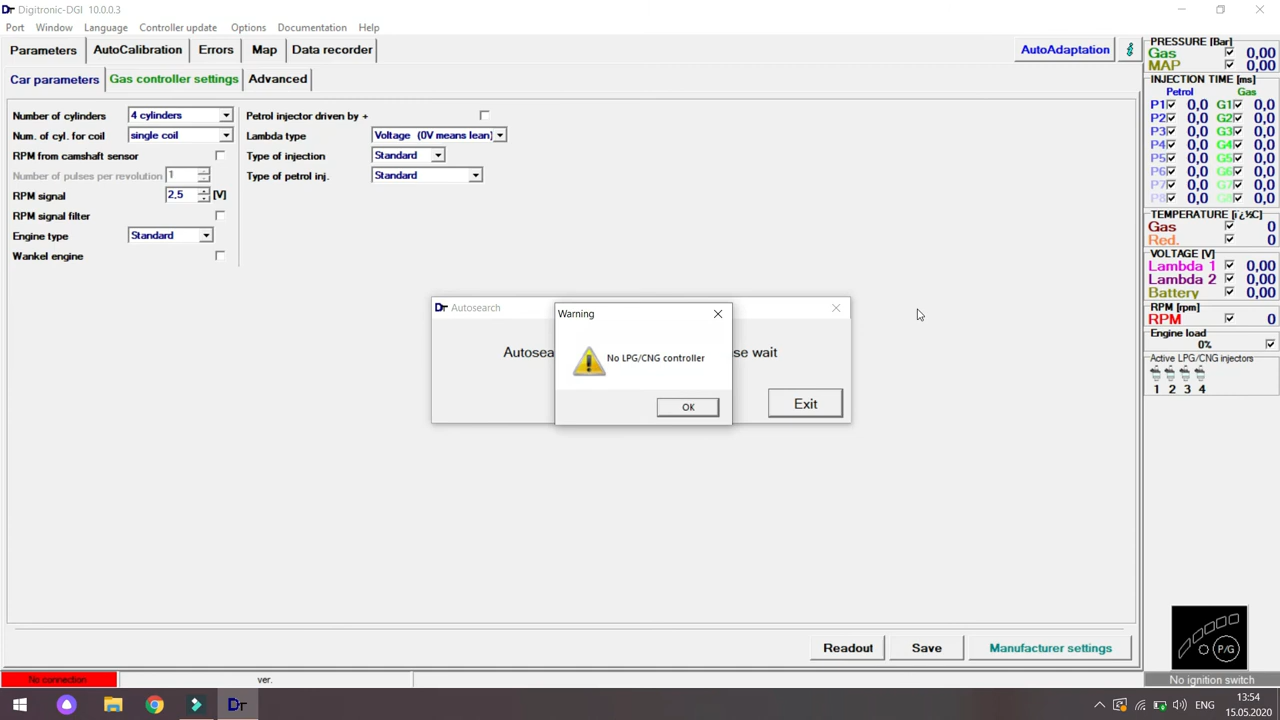 Digitronic-DGI 10.0.0.3
Port Window Language Controller update Options Documentation Help
Parameters AutoCalibration Errors Map Data recorder AutoAdaptation
Car parameters Gas controller settings Advanced
Number of cylinders 4 cylinders Petrol injector driven by +
Num. of cyl. for coil single coil Lambda type Voltage (0V means lean)
RPM from camshaft sensor Type of injection Standard
Number of pulses per revolution 1 Type of petrol inj. Standard
RPM signal 2,5 [V]
RPM signal filter
Engine type Standard
Wankel engine
Autosearch
Warning
Autosea
se wait
No LPG/CNG controller
OK
Exit
PRESSURE [Bar]
Gas 0,00
MAP 0,00
INJECTION TIME [ms]
Petrol Gas
P1 0,0 G1 0,0
P2 0,0 G2 0,0
P3 0,0 G3 0,0
P4 0,0 G4 0,0
P5 0,0 G5 0,0
P6 0,0 G6 0,0
P7 0,0 G7 0,0
P8 0,0 G8 0,0
TEMPERATURE [ï¿½C]
Gas 0
Red. 0
VOLTAGE [V]
Lambda 1 0,00
Lambda 2 0,00
Battery 0,00
RPM [rpm]
RPM 0
Engine load
0%
Active LPG/CNG injectors
1 2 3 4
P/G
No ignition switch
Readout Save Manufacturer settings
No connection ver.
Dr ENG 13:54
15.05.2020